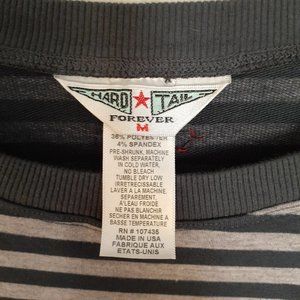 HARD TAIL
FOREVER
M
36% POLYESTER
4% SPANDEX
PRE-SHRUNK, MACHINE
WASH SEPARATELY
IN COLD WATER,
NO BLEACH
TUMBLE DRY LOW
IRRETRECISSABLE
LAVER A LA MACHINE.
SEPAREMENT.
A L'EAU FROIDE
NE PAS BLANCHIR
SECHER EN MACHINE A
BASSE TEMPERATURE
RN # 107435
MADE IN USA
FABRIQUE AUX
ETATS-UNIS